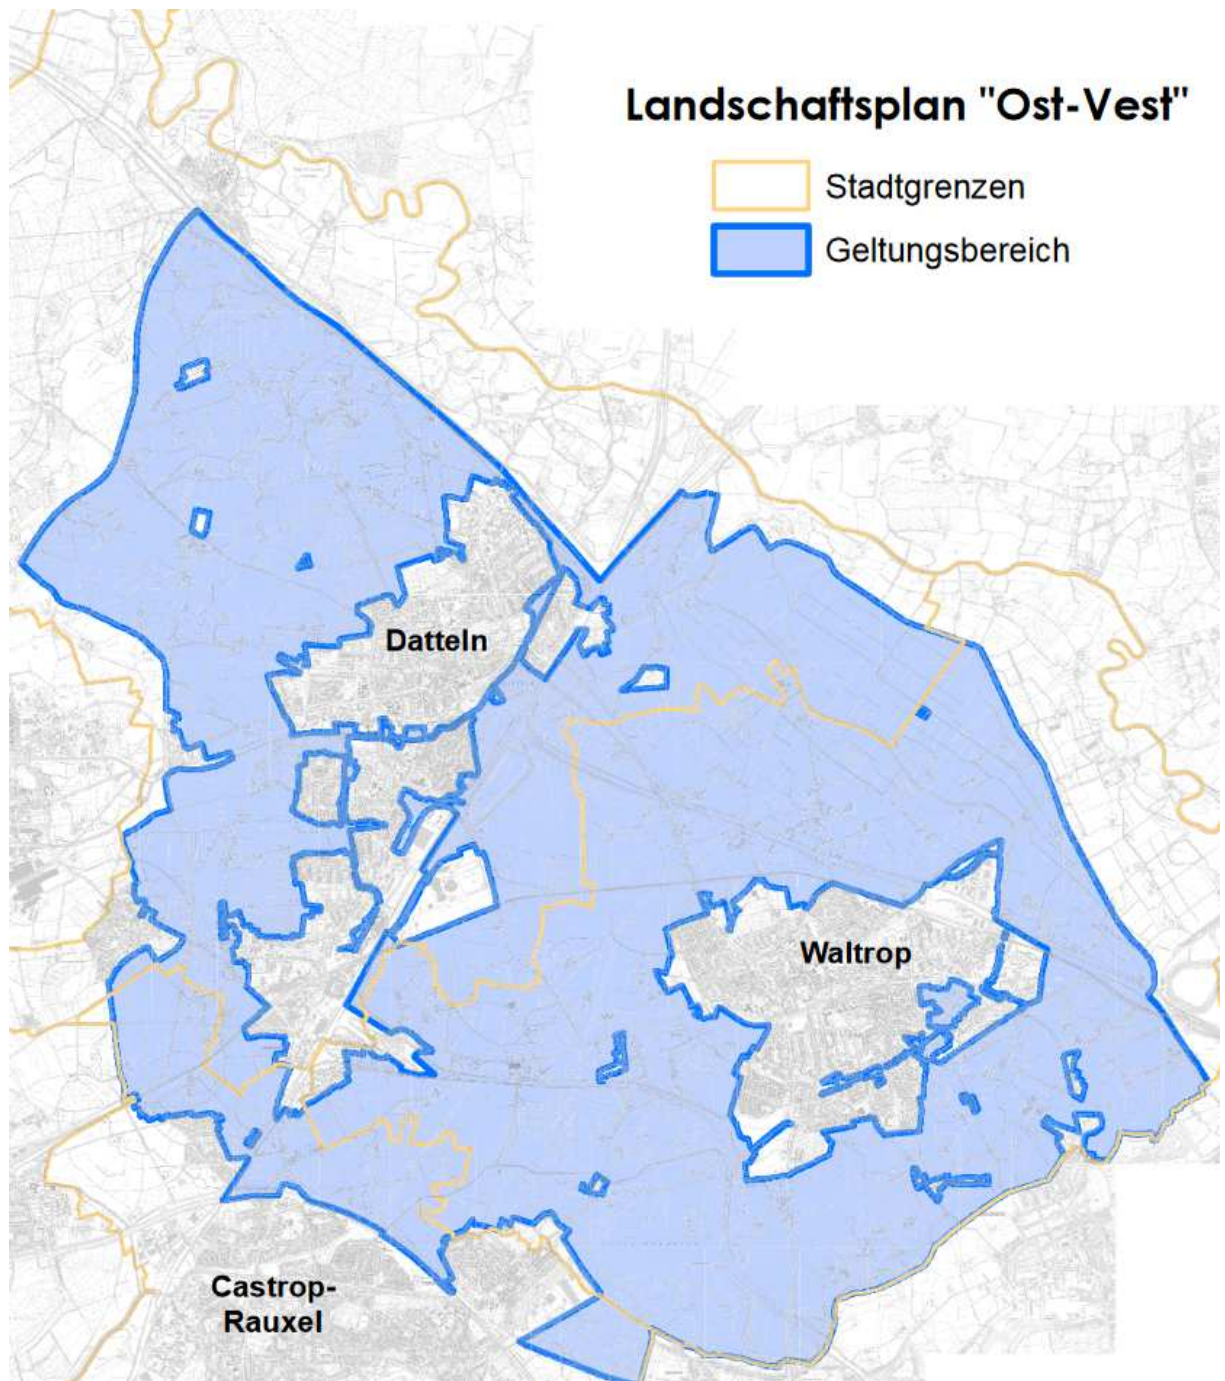 Landschaftsplan "Ost-Vest"
Stadtgrenzen
Geltungsbereich
Datteln
Waltrop
Castrop-
Rauxel